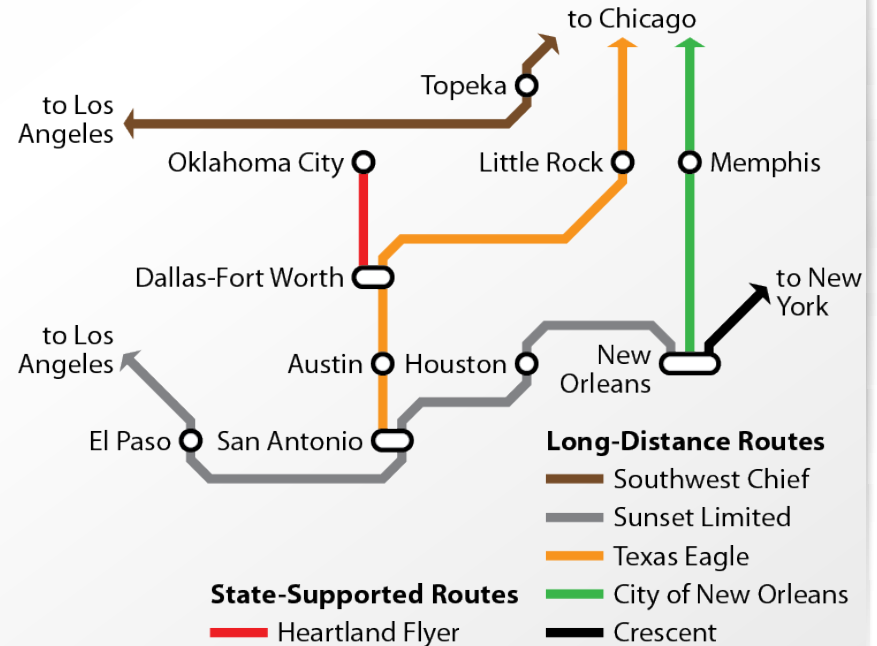 to Chicago
Topeka
to Los
Angeles
Oklahoma City
Little Rock
Memphis
Dallas-Fort Worth
to New
York
to Los
Angeles
Austin
Houston
New
Orleans
El Paso
San Antonio
Long-Distance Routes
Southwest Chief
Sunset Limited
Texas Eagle
City of New Orleans
Crescent
State-Supported Routes
Heartland Flyer